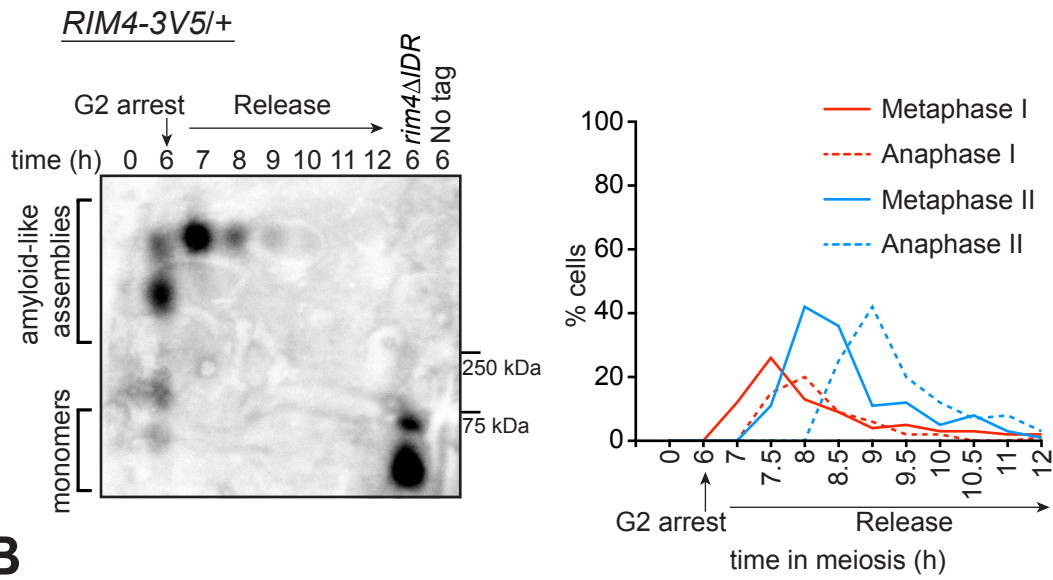 RIM4-3V5/+
G2 arrest
Release
rim4ΔIDR
No tag
time (h) 0 6 7 8 9 10 11 12 6 6
amyloid-like
assemblies
monomers
250 kDa
75 kDa
Metaphase I
Anaphase I
Metaphase II
Anaphase II
100
80
60
40
20
0
% cells
0 6 7 7.5 8 8.5 9 9.5 10 10.5 11 12
G2 arrest
Release
time in meiosis (h)
B